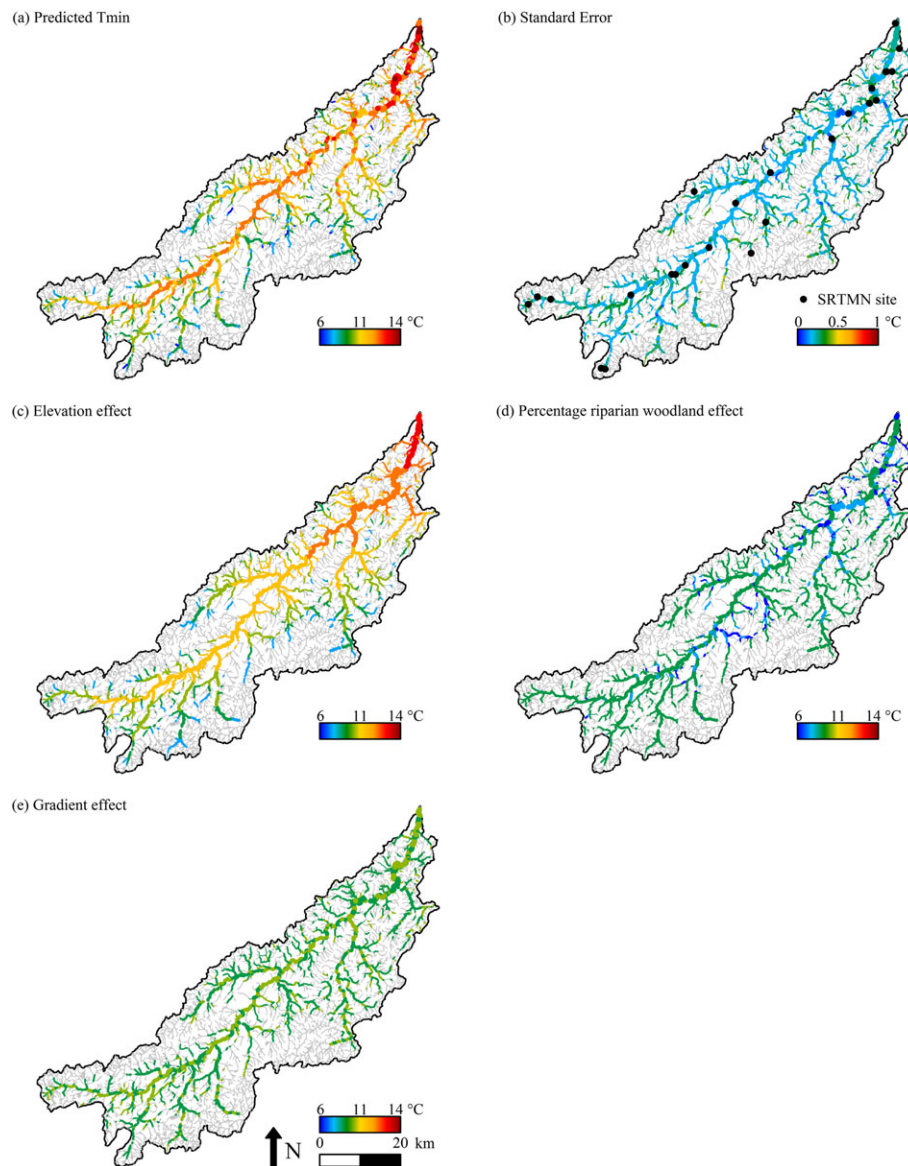 (a) Predicted Tmin
(b) Standard Error
6 11 14 °C
SRTMN site
0 0.5 1 °C
(c) Elevation effect
(d) Percentage riparian woodland effect
6 11 14 °C
6 11 14 °C
(e) Gradient effect
6 11 14 °C
0 20 km
N